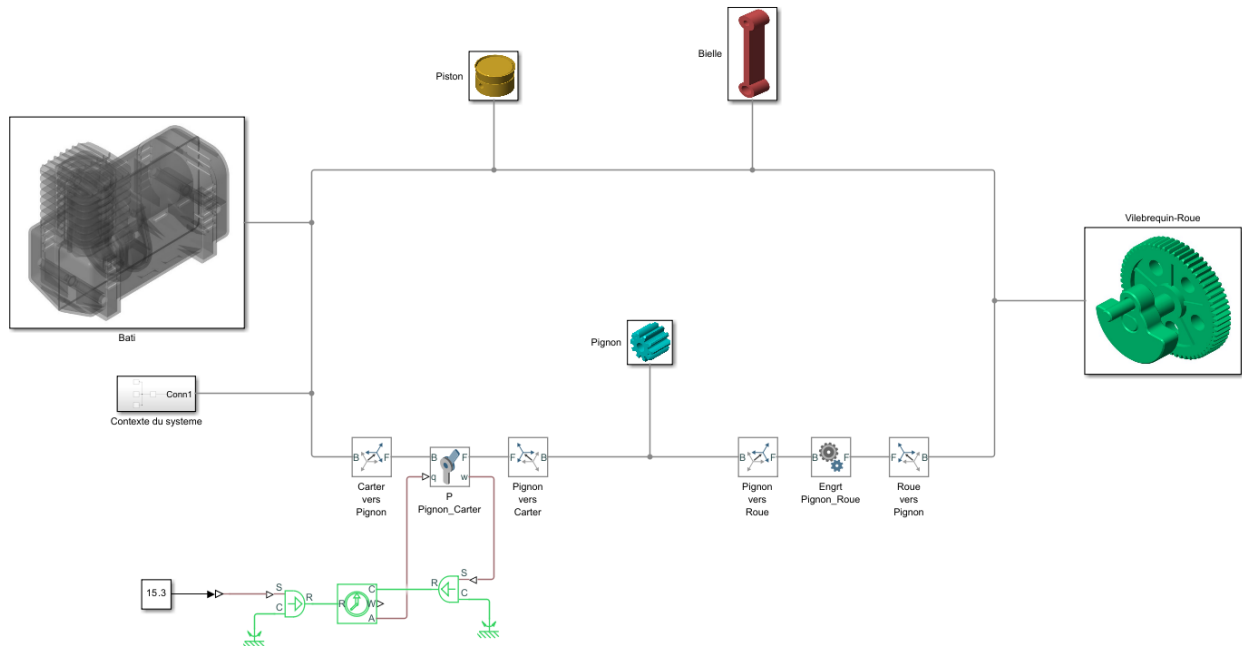 Bielle
Piston
Vilebrequin-Roue
Bati
Pignon
Conn1
Contexte du systeme
B F
B F
q w
F B
B F
B F
F B
Carter
vers
Pignon
P
Pignon_Carter
Pignon
vers
Carter
Pignon
vers
Roue
Engrt
Pignon_Roue
Roue
vers
Pignon
15.3
S
C
R
R
C
W
A
R
S
C